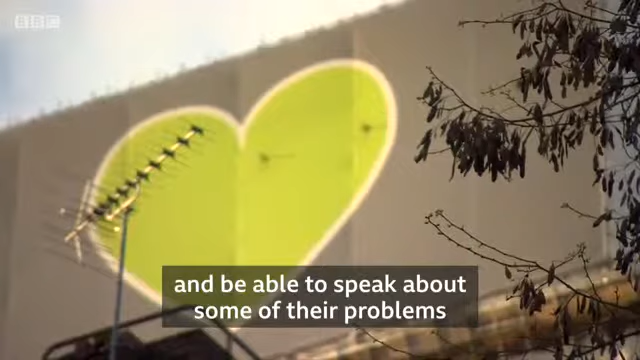 BBC
and be able to speak about
some of their problems